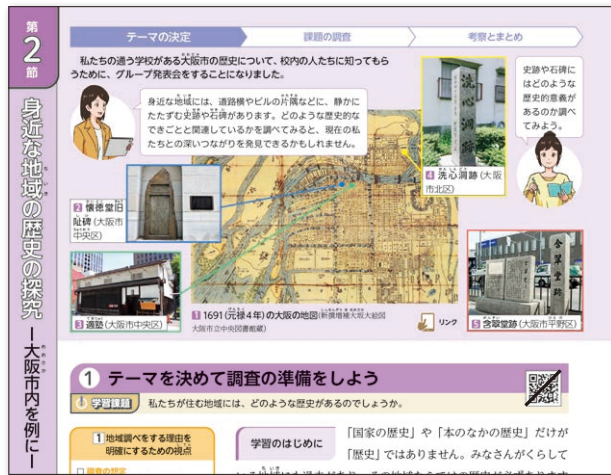 第
2
節
身近な地域の歴史の探究
ー大阪市内を例にー
テーマの決定
課題の調査
考察とまとめ
私たちの通う学校がある大阪市の歴史について、校内の人たちに知ってもら
うために、グループ発表会をすることになりました。
身近な地域には、道路横やビルの片隅などに、静かに
たたずむ史跡や石碑があります。どのような歴史的な
できごとと関連しているかを調べてみると、現在の私
たちとの深いつながりを発見できるかもしれません。
史跡や石碑に
はどのような
歴史的意義が
あるのか調べ
てみよう。
洗心洞跡
4 洗心洞跡(大阪
市北区)
2 懐徳堂旧
阯碑(大阪市
中央区)
3 適塾(大阪市中央区)
1 1691(元禄4年)の大阪の地図(新撰増補大坂大絵図
大阪市立中央図書館蔵)
リンク
含翠堂跡
5 含翠堂跡(大阪市平野区)
1 テーマを決めて調査の準備をしよう
学習課題
私たちが住む地域には、どのような歴史があるのでしょうか。
1 地域調べをする理由を
明確にするための視点
学習のはじめに
「国家の歴史」や「本のなかの歴史」だけが
「歴史」ではありません。みなさんがくらして